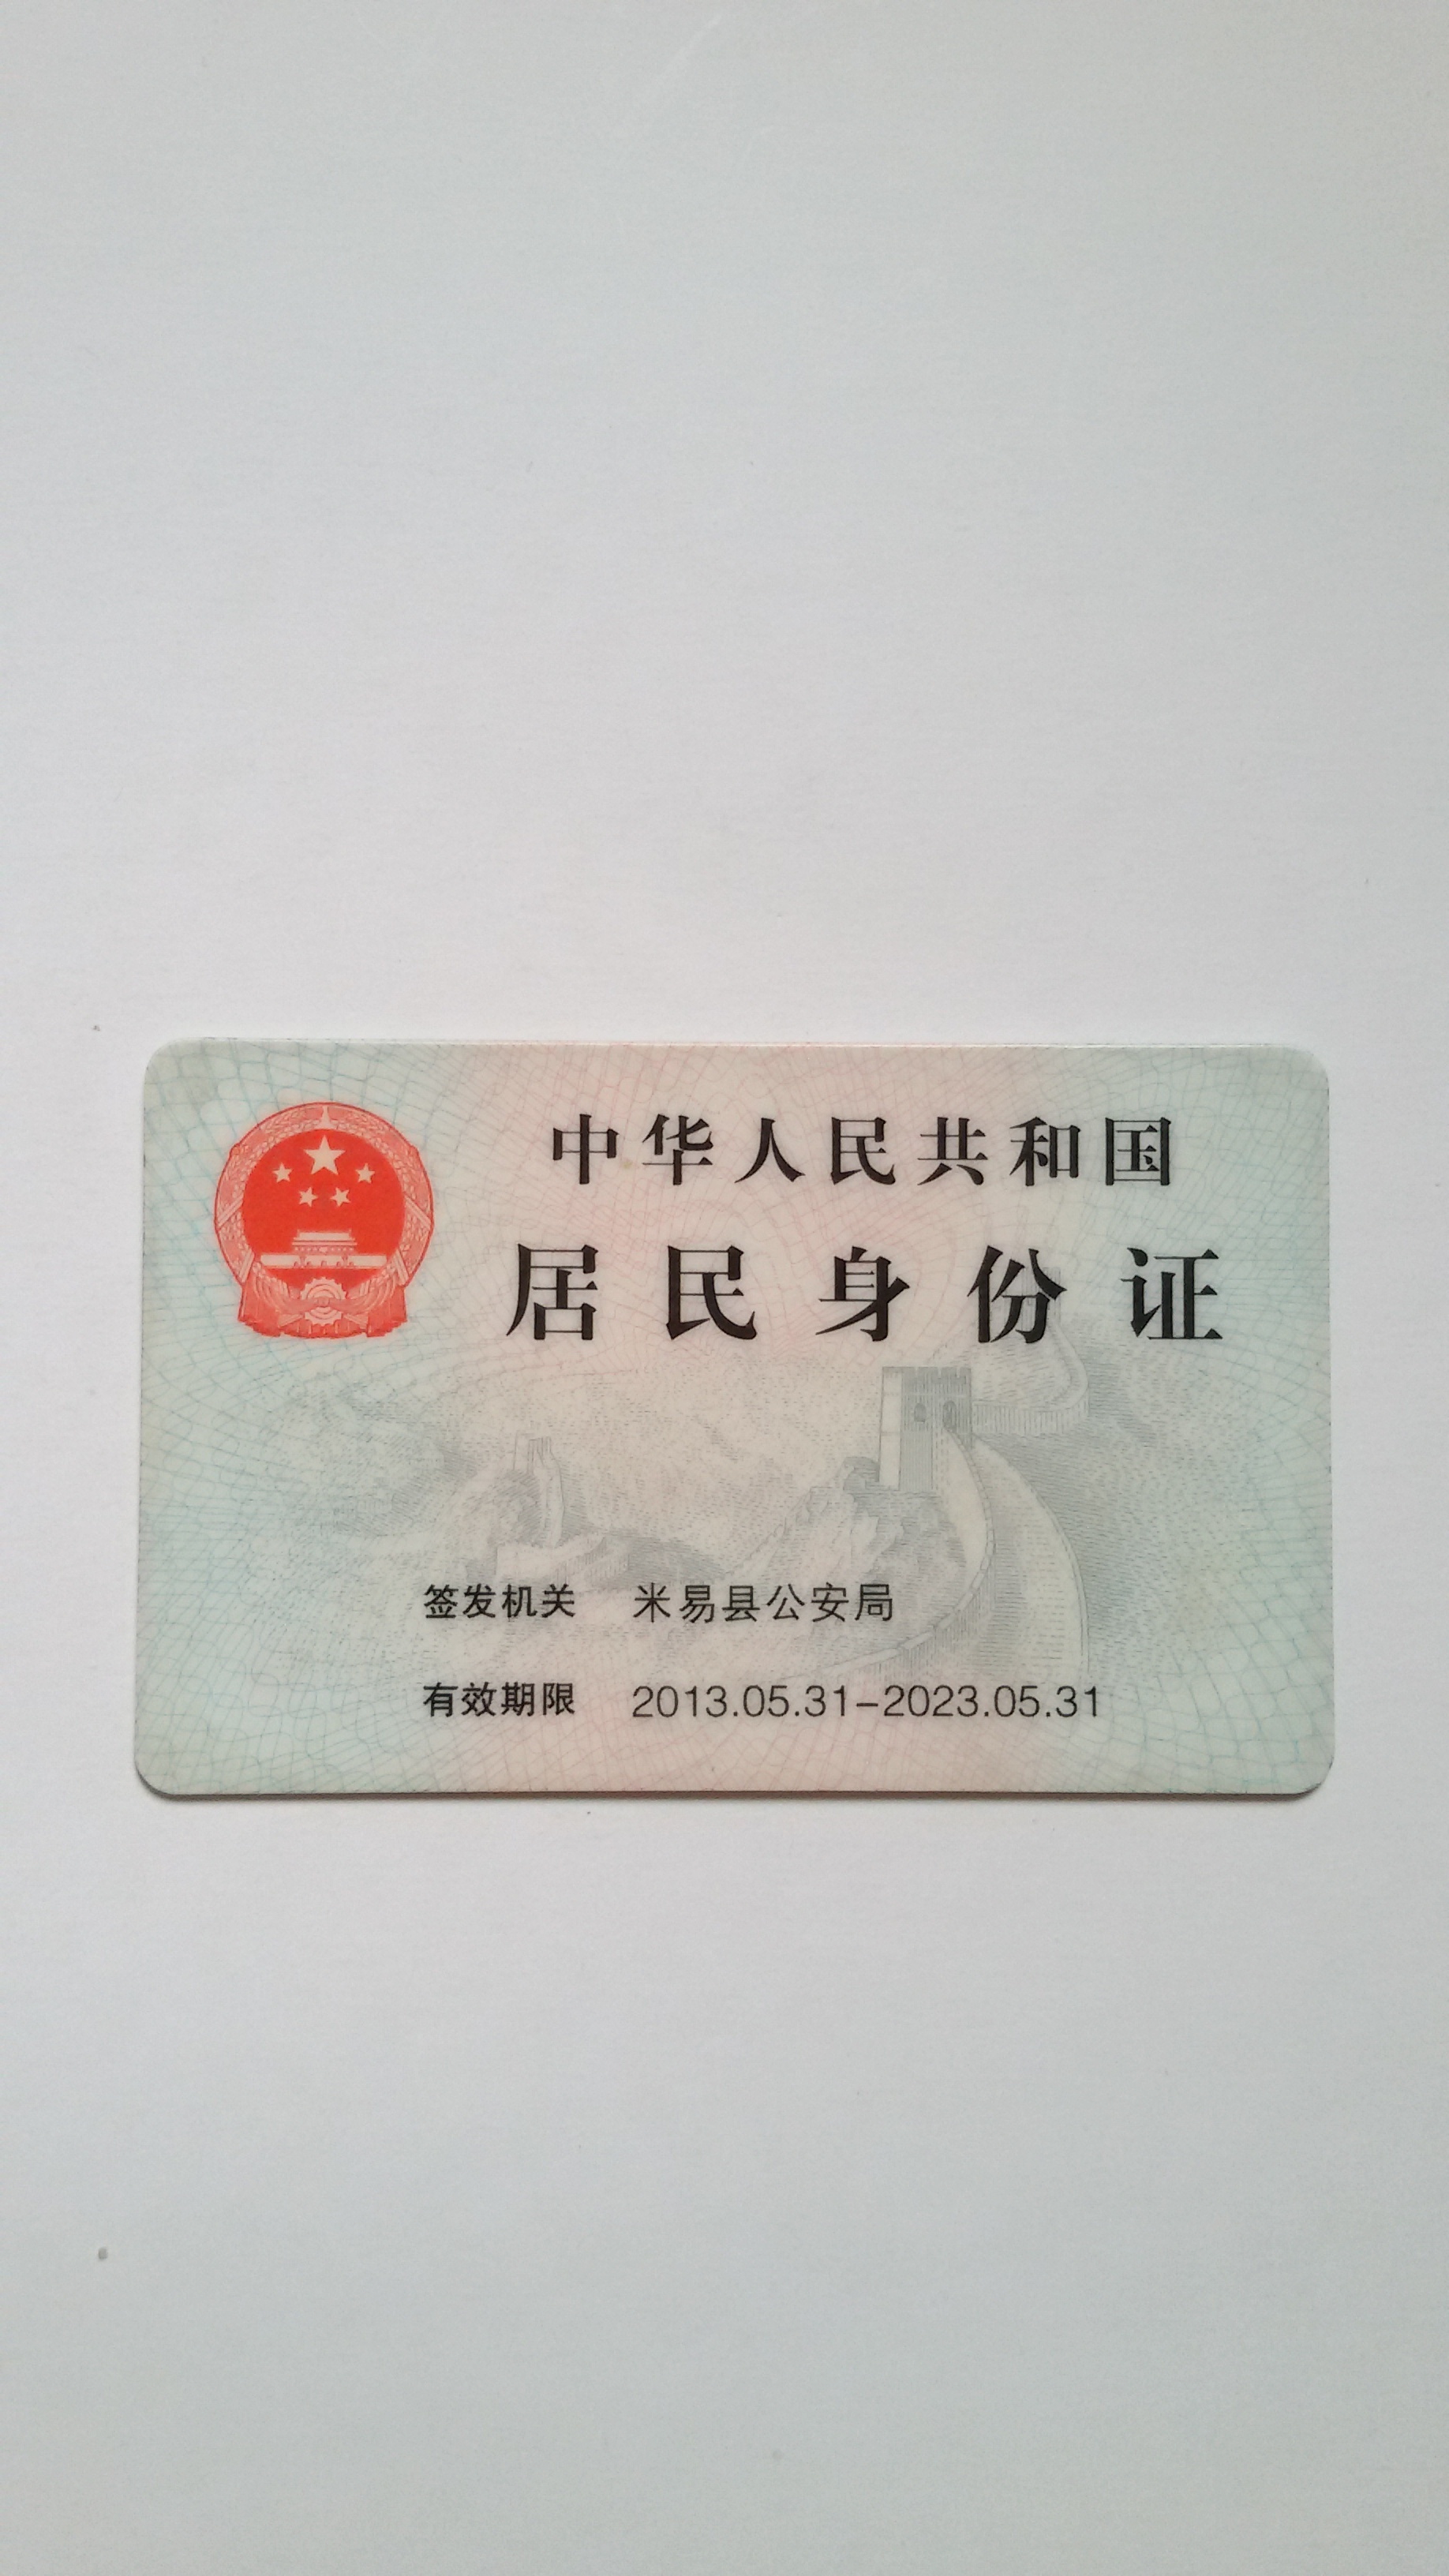 中华人民共和国
居民身份证
签发机关 米易县公安局
有效期限 2013.05.31-2023.05.31